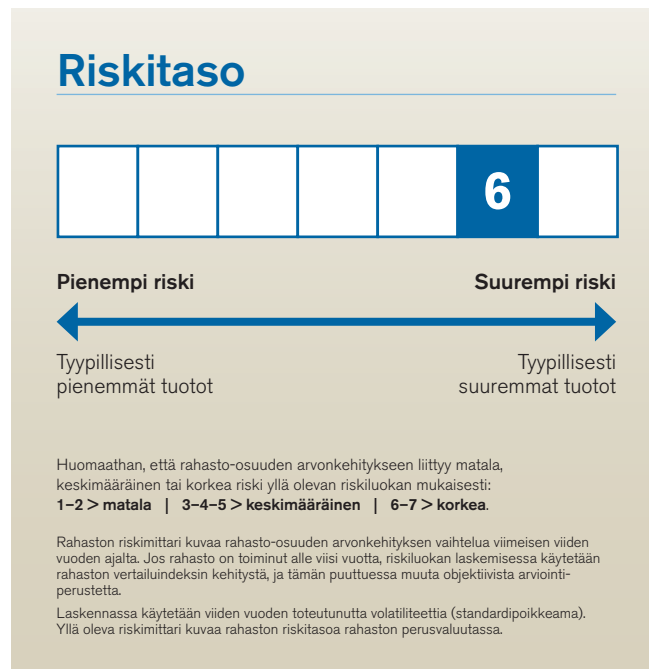 Riskitaso
6
Pienempi riski Suurempi riski
Tyypillisesti pienemmät tuotot
Tyypillisesti suuremmat tuotot
Huomaathan, että rahasto-osuuden arvonkehitykseen liittyy matala,
keskimääräinen tai korkea riski yllä olevan riskiluokan mukaisesti:
1–2 > matala | 3–4–5 > keskimääräinen | 6–7 > korkea.
Rahaston riskimittari kuvaa rahasto-osuuden arvonkehityksen vaihtelua viimeisen viiden
vuoden ajalta. Jos rahasto on toiminut alle viisi vuotta, riskiluokan laskemisessa käytetään
rahaston vertailuindeksin kehitystä, ja tämän puuttuessa muuta objektiivista arviointi-
perustetta.
Laskennassa käytetään viiden vuoden toteutunutta volatiliteettia (standardipoikkeama).
Yllä oleva riskimittari kuvaa rahaston riskitasoa rahaston perusvaluutassa.